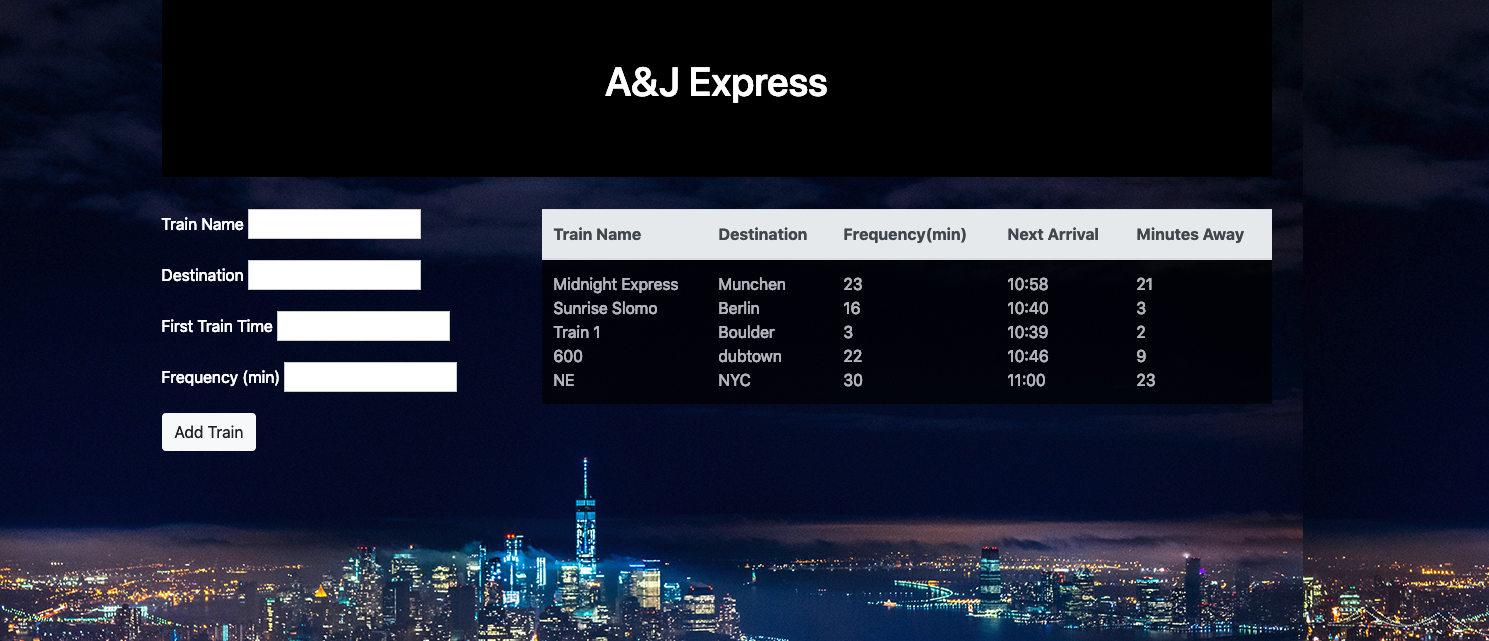 A&J Express
Train Name
Destination
First Train Time
Frequency (min)
Add Train
Train Name Destination Frequency(min) Next Arrival Minutes Away
Midnight Express Munchen 23 10:58 21
Sunrise Slomo Berlin 16 10:40 3
Train 1 Boulder 3 10:39 2
600 dubtown 22 10:46 9
NE NYC 30 11:00 23